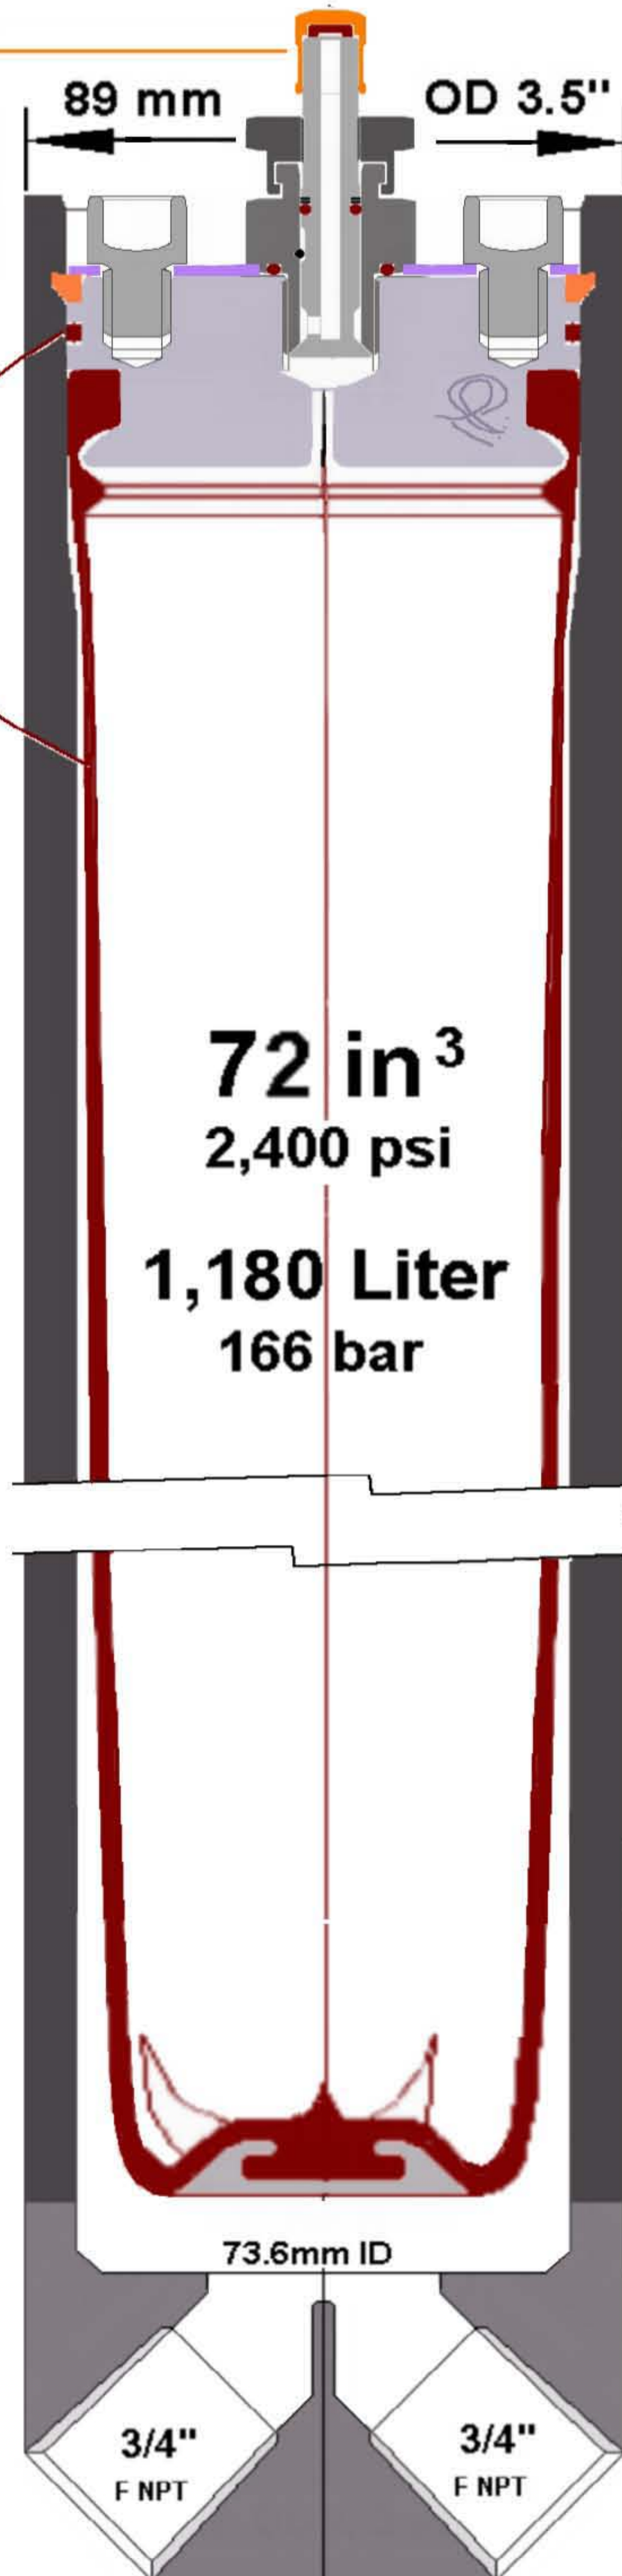 89 mm
OD 3.5"
72 in³
2,400 psi
1,180 Liter
166 bar
73.6mm ID
3/4"
F NPT
3/4"
F NPT